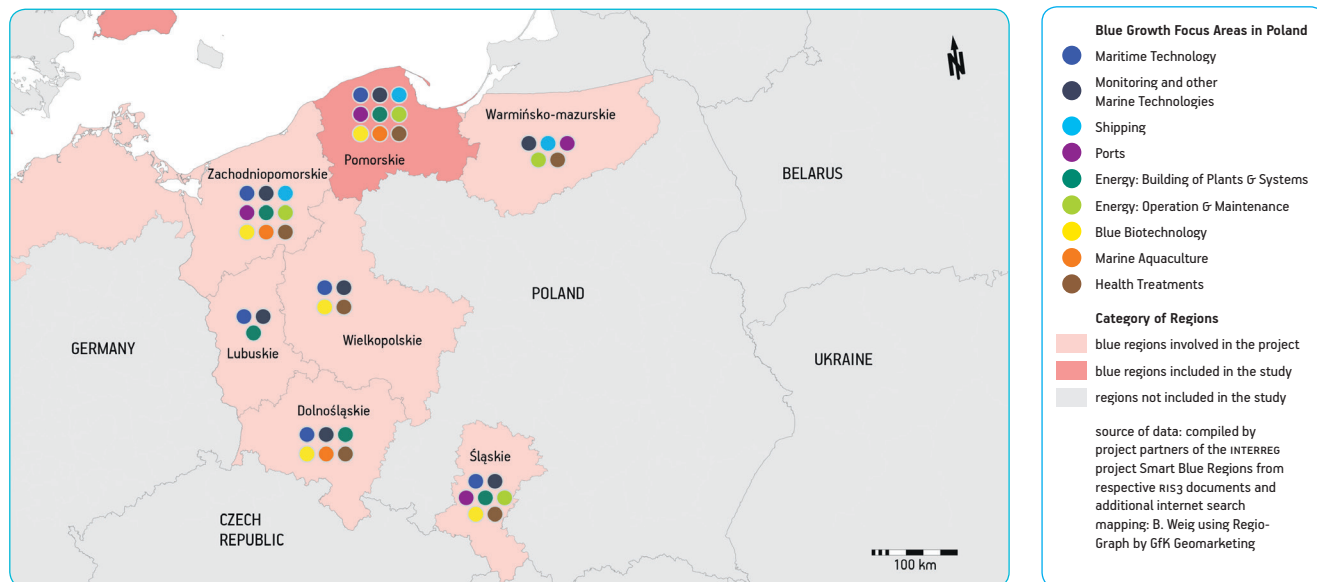 N
Warmińsko-mazurskie
Pomorskie
Zachodniopomorskie
BELARUS
POLAND
Wielkopolskie
Lubuskie
GERMANY
UKRAINE
Dolnośląskie
Śląskie
CZECH
REPUBLIC
100 km
Blue Growth Focus Areas in Poland
Maritime Technology
Monitoring and other
Marine Technologies
Shipping
Ports
Energy: Building of Plants & Systems
Energy: Operation & Maintenance
Blue Biotechnology
Marine Aquaculture
Health Treatments
Category of Regions
blue regions involved in the project
blue regions included in the study
regions not included in the study
source of data: compiled by
project partners of the INTERREG
project Smart Blue Regions from
respective RIS3 documents and
additional internet search
mapping: B. Weig using Regio-
Graph by GfK Geomarketing